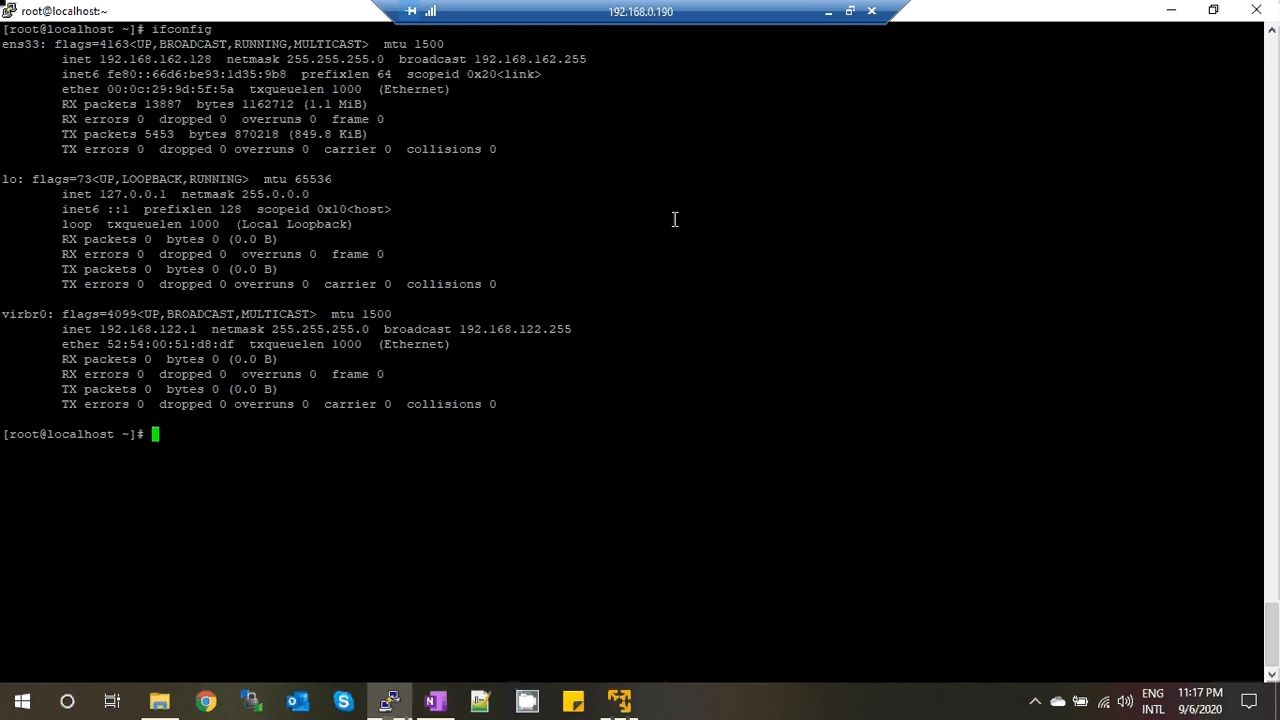 root@localhost:~
192.168.0.190
[root@localhost ~]# ifconfig
ens33: flags=4163<UP,BROADCAST,RUNNING,MULTICAST>  mtu 1500
        inet 192.168.162.128  netmask 255.255.255.0  broadcast 192.168.162.255
        inet6 fe80::66d6:be93:1d35:9b8  prefixlen 64  scopeid 0x20<link>
        ether 00:0c:29:9d:5f:5a  txqueuelen 1000  (Ethernet)
        RX packets 13887  bytes 1162712 (1.1 MiB)
        RX errors 0  dropped 0  overruns 0  frame 0
        TX packets 5453  bytes 870218 (849.8 KiB)
        TX errors 0  dropped 0 overruns 0  carrier 0  collisions 0
lo: flags=73<UP,LOOPBACK,RUNNING>  mtu 65536
        inet 127.0.0.1  netmask 255.0.0.0
        inet6 ::1  prefixlen 128  scopeid 0x10<host>
        loop  txqueuelen 1000  (Local Loopback)
        RX packets 0  bytes 0 (0.0 B)
        RX errors 0  dropped 0  overruns 0  frame 0
        TX packets 0  bytes 0 (0.0 B)
        TX errors 0  dropped 0 overruns 0  carrier 0  collisions 0
virbr0: flags=4099<UP,BROADCAST,MULTICAST>  mtu 1500
        inet 192.168.122.1  netmask 255.255.255.0  broadcast 192.168.122.255
        ether 52:54:00:51:d8:df  txqueuelen 1000  (Ethernet)
        RX packets 0  bytes 0 (0.0 B)
        RX errors 0  dropped 0  overruns 0  frame 0
        TX packets 0  bytes 0 (0.0 B)
        TX errors 0  dropped 0 overruns 0  carrier 0  collisions 0
[root@localhost ~]#
ENG
INTL
11:17 PM
9/6/2020